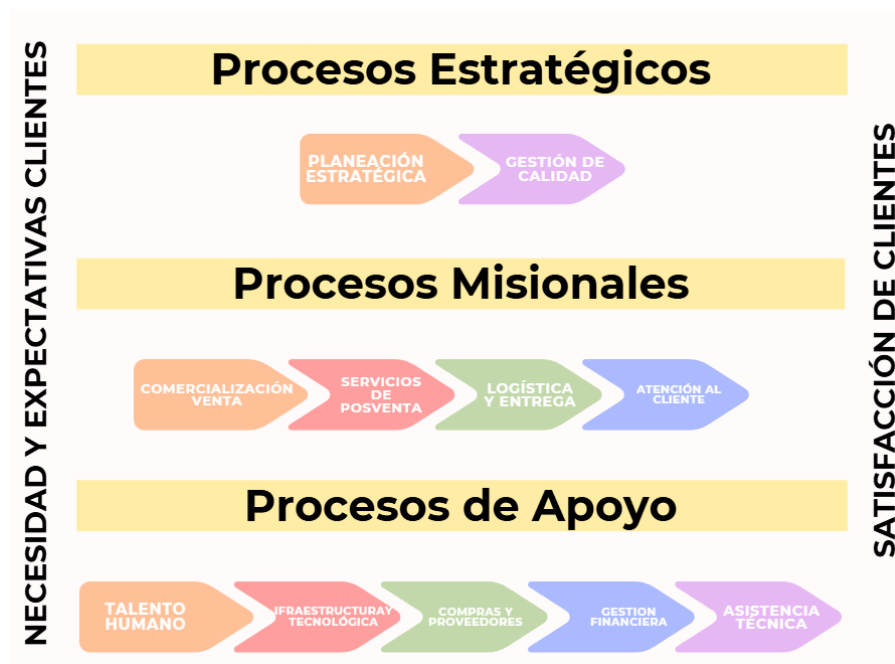 NECESIDAD Y EXPECTATIVAS CLIENTES
Procesos Estratégicos
PLANEACIÓN
ESTRATÉGICA
GESTIÓN DE
CALIDAD
Procesos Misionales
COMERCIALIZACIÓN
VENTA
SERVICIOS
DE
POSVENTA
LOGÍSTICA
Y ENTREGA
ATENCIÓN AL
CLIENTE
Procesos de Apoyo
TALENTO
HUMANO
IFRAESTRUCTURAY
TECNOLÓGICA
COMPRAS Y
PROVEEDORES
GESTION
FINANCIERA
ASISTENCIA
TÉCNICA
SATISFACCIÓN DE CLIENTES